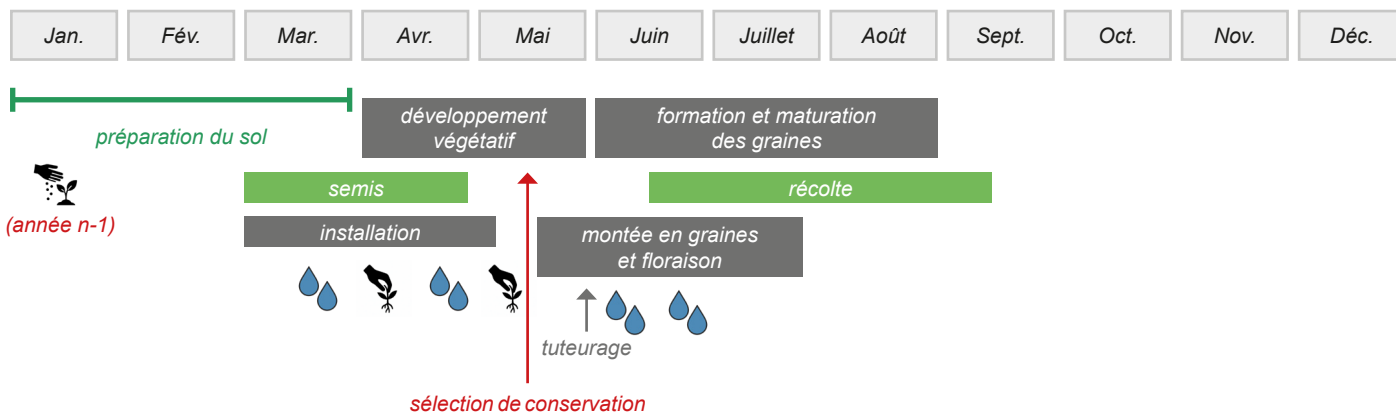 Jan.
Fév.
Mar.
Avr.
Mai
Juin
Juillet
Août
Sept.
Oct.
Nov.
Déc.
préparation du sol
développement
végétatif
formation et maturation
des graines
semis
récolte
(année n-1)
installation
montée en graines
et floraison
tuteurage
sélection de conservation